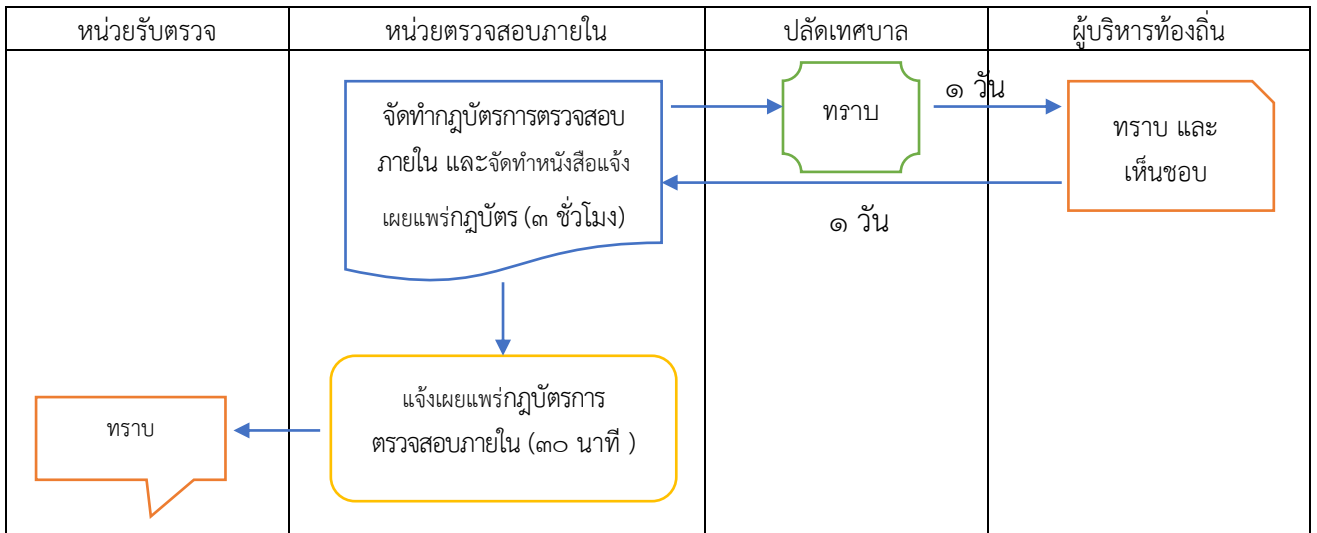 หน่วยรับตรวจ
หน่วยตรวจสอบภายใน
ปลัดเทศบาล
ผู้บริหารท้องถิ่น
จัดทำกฎบัตรการตรวจสอบ
ภายใน และจัดทำหนังสือแจ้ง
เผยแพร่กฎบัตร (๓ ชั่วโมง)
ทราบ
๑ วัน
ทราบ และ
เห็นชอบ
๑ วัน
แจ้งเผยแพร่กฎบัตรการ
ตรวจสอบภายใน (๓๐ นาที )
ทราบ